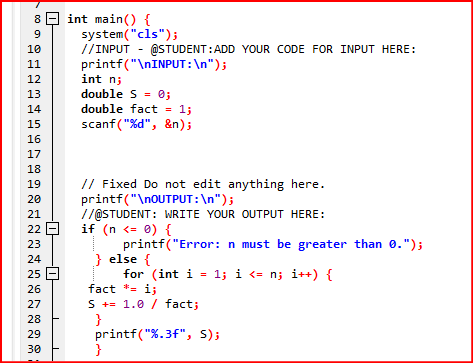 7
8 int main() {
9 system("cls");
10 //INPUT - @STUDENT:ADD YOUR CODE FOR INPUT HERE:
11 printf("\nINPUT:\n");
12 int n;
13 double S = 0;
14 double fact = 1;
15 scanf("%d", &n);
16
17
18
19 // Fixed Do not edit anything here.
20 printf("\nOUTPUT:\n");
21 //@STUDENT: WRITE YOUR OUTPUT HERE:
22 if (n <= 0) {
23 printf("Error: n must be greater than 0.");
24 } else {
25 for (int i = 1; i <= n; i++) {
26 fact *= i;
27 S += 1.0 / fact;
28 }
29 printf("%.3f", S);
30 }